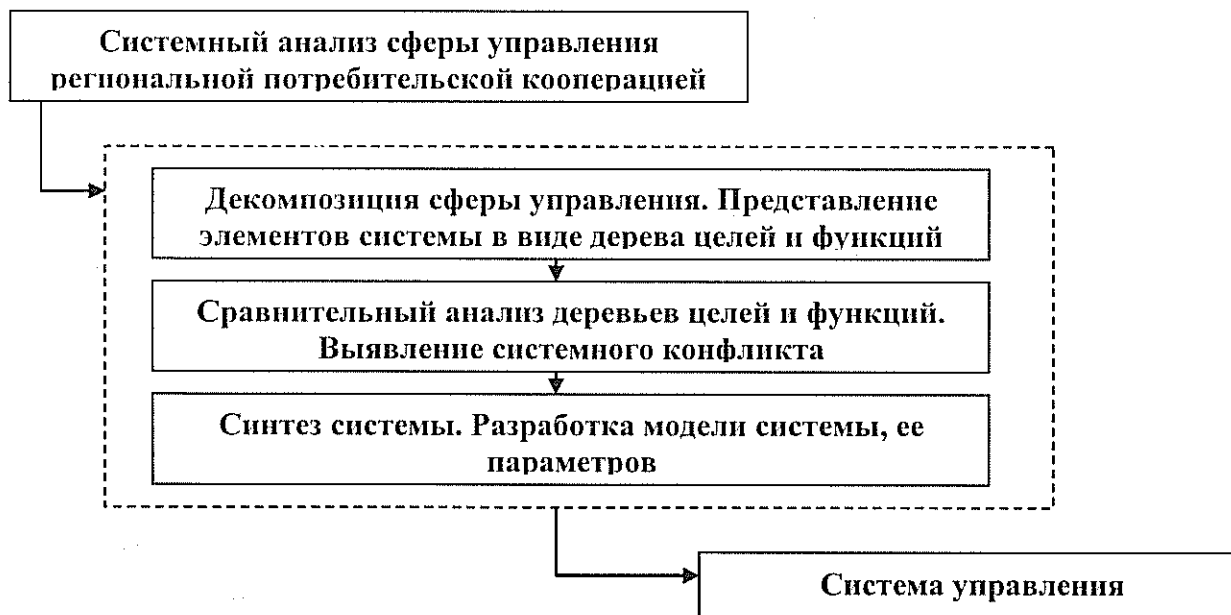 Системный анализ сферы управления
региональной потребительской кооперацией
Декомпозиция сферы управления. Представление
элементов системы в виде дерева целей и функций
Сравнительный анализ деревьев целей и функций.
Выявление системного конфликта
Синтез системы. Разработка модели системы, ее
параметров
Система управления